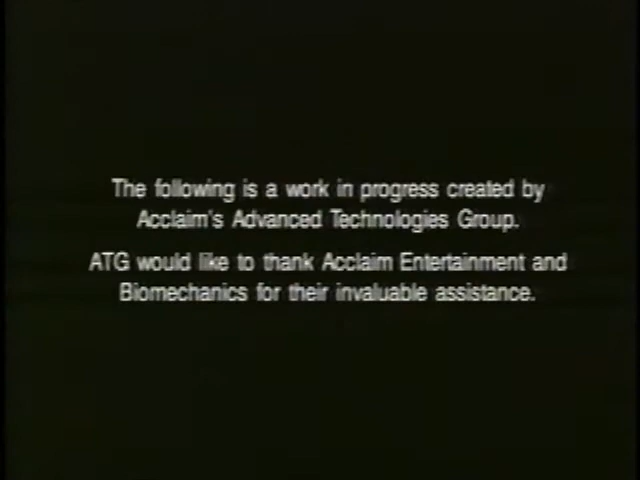 The following is a work in progress created by
Acclaim's Advanced Technologies Group.
ATG would like to thank Acclaim Entertainment and
Biomechanics for their invaluable assistance.